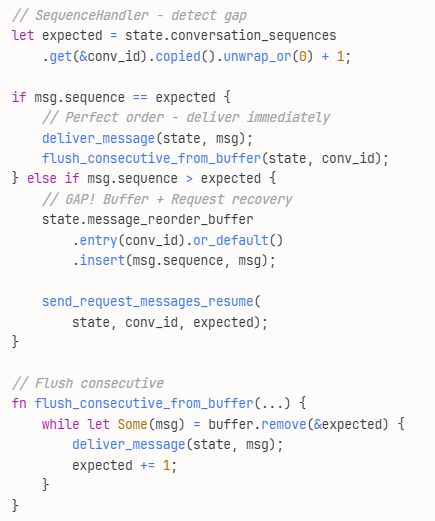 // SequenceHandler - detect gap
let expected = state.conversation_sequences
    .get(&conv_id).copied().unwrap_or(0) + 1;

if msg.sequence == expected {
    // Perfect order - deliver immediately
    deliver_message(state, msg);
    flush_consecutive_from_buffer(state, conv_id);
} else if msg.sequence > expected {
    // GAP! Buffer + Request recovery
    state.message_reorder_buffer
        .entry(conv_id).or_default()
        .insert(msg.sequence, msg);

    send_request_messages_resume(
        state, conv_id, expected);
}

// Flush consecutive
fn flush_consecutive_from_buffer(...) {
    while let Some(msg) = buffer.remove(&expected) {
        deliver_message(state, msg);
        expected += 1;
    }
}